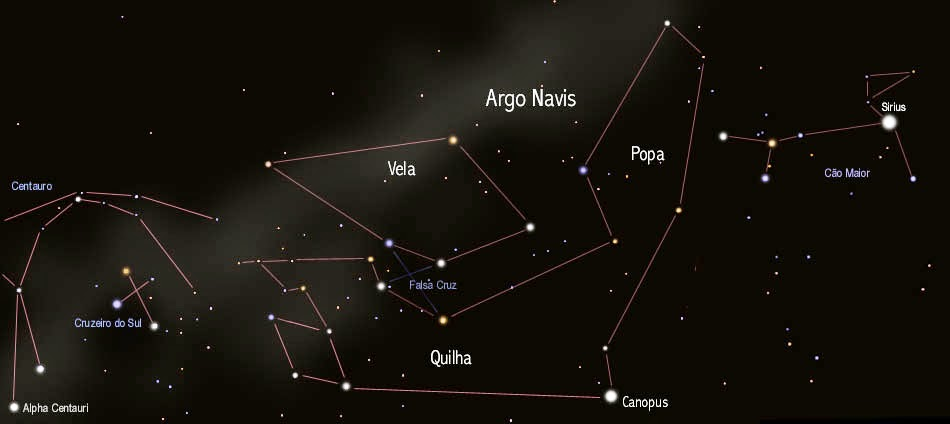 Argo Navis
Sirius
Popa
Vela
Cão Maior
Centauro
Falsa Cruz
Cruzeiro do Sul
Quilha
Canopus
Alpha Centauri